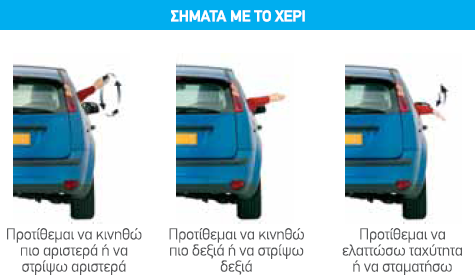 ΣΗΜΑΤΑ ΜΕ ΤΟ ΧΕΡΙ
Προτίθεμαι να κινηθώ
πιο αριστερά ή να
στρίψω αριστερά
Προτίθεμαι να κινηθώ
πιο δεξιά ή να στρίψω
δεξιά
Προτίθεμαι να
ελαττώσω ταχύτητα
ή να σταματήσω